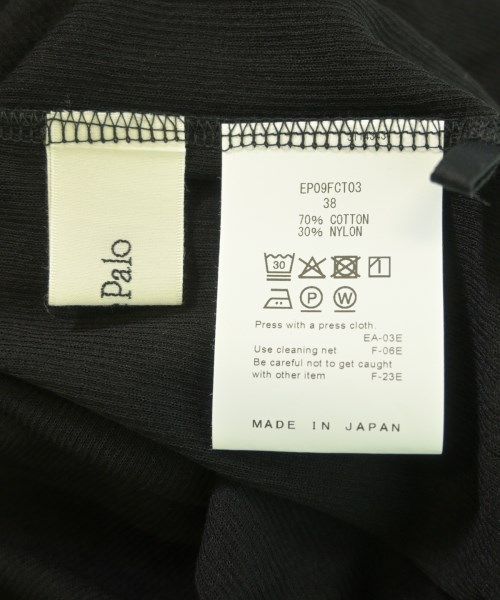 Palo
EP09FCT03
38
70% COTTON
30% NYLON
30
P
W
Press with a press cloth.
EA-03E
Use cleaning net F-06E
Be careful not to get caught
with other item F-23E
MADE IN JAPAN